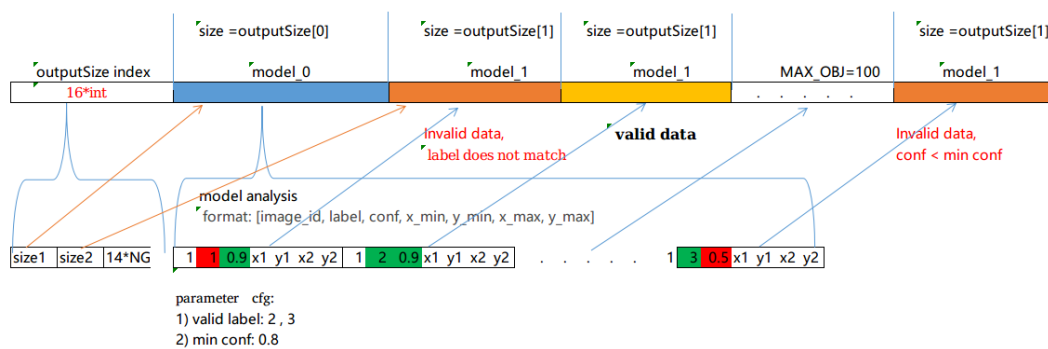 size =outputSize[0]
size =outputSize[1]
size =outputSize[1]
size =outputSize[1]
outputSize index
model_0
model_1
model_1
MAX_OBJ=100
model_1
16*int
. . . . .
Invalid data,
label does not match
valid data
Invalid data,
conf < min conf
model analysis
format: [image_id, label, conf, x_min, y_min, x_max, y_max]
size1 size2 14*NG
1 1 0.9 x1 y1 x2 y2 1 2 0.9 x1 y1 x2 y2 . . . . . 1 3 0.5 x1 y1 x2 y2
parameter cfg:
1) valid label: 2 , 3
2) min conf: 0.8